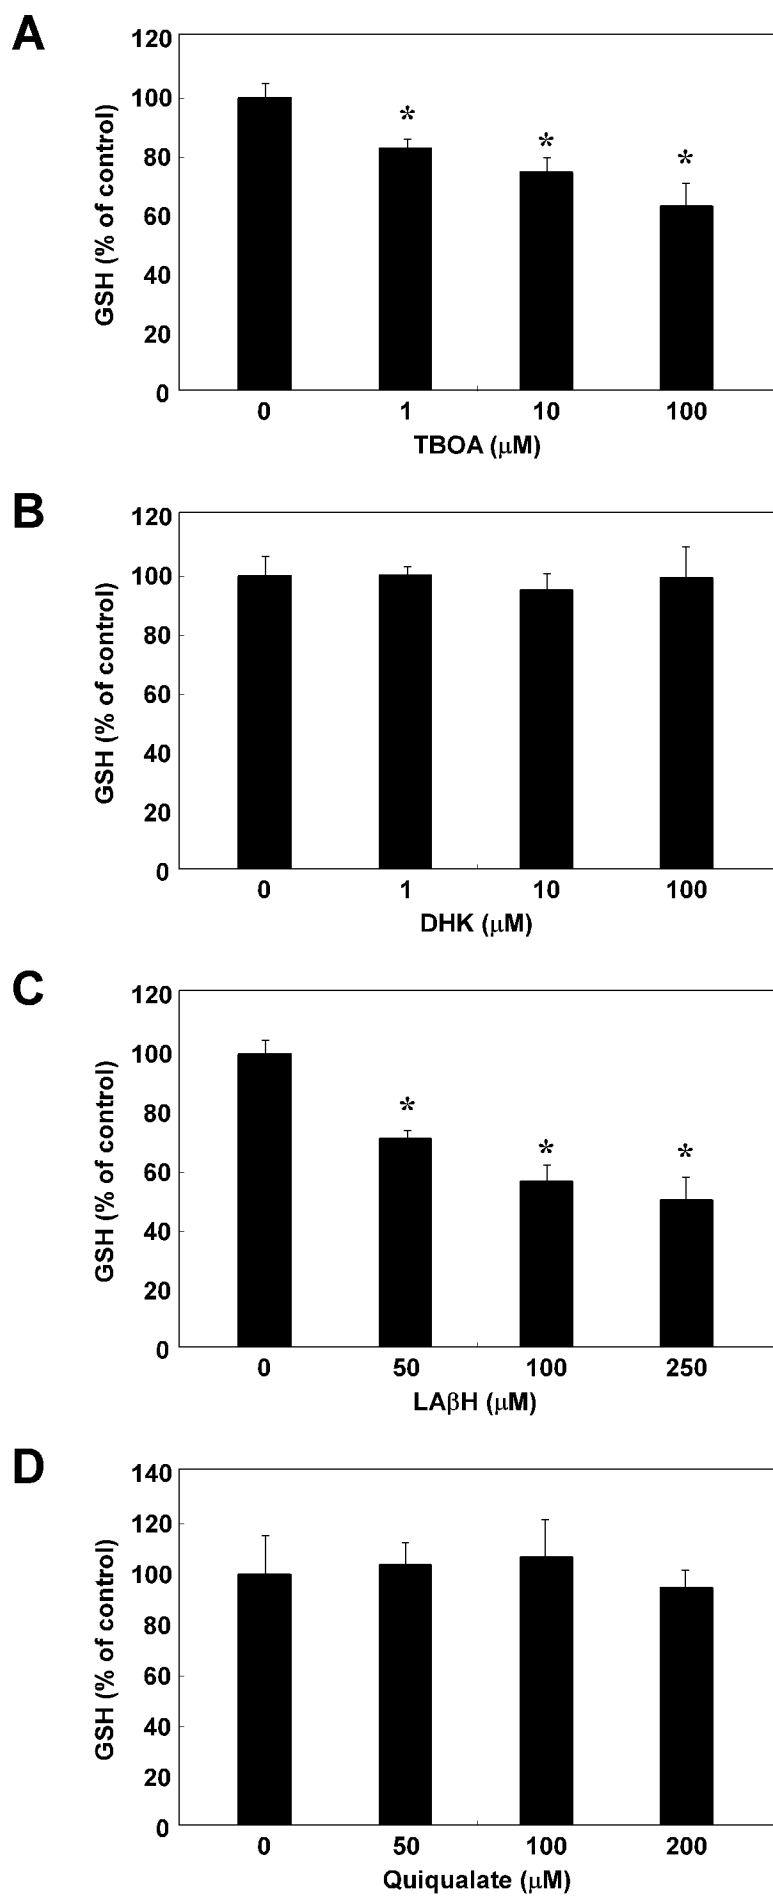 A
GSH (% of control)
120
100
80
60
40
20
0
*
*
*
0 1 10 100
TBOA (μM)
B
GSH (% of control)
120
100
80
60
40
20
0
0 1 10 100
DHK (μM)
C
GSH (% of control)
120
100
80
60
40
20
0
*
*
*
0 50 100 250
LAβH (μM)
D
GSH (% of control)
140
120
100
80
60
40
20
0
0 50 100 200
Quiqualate (μM)